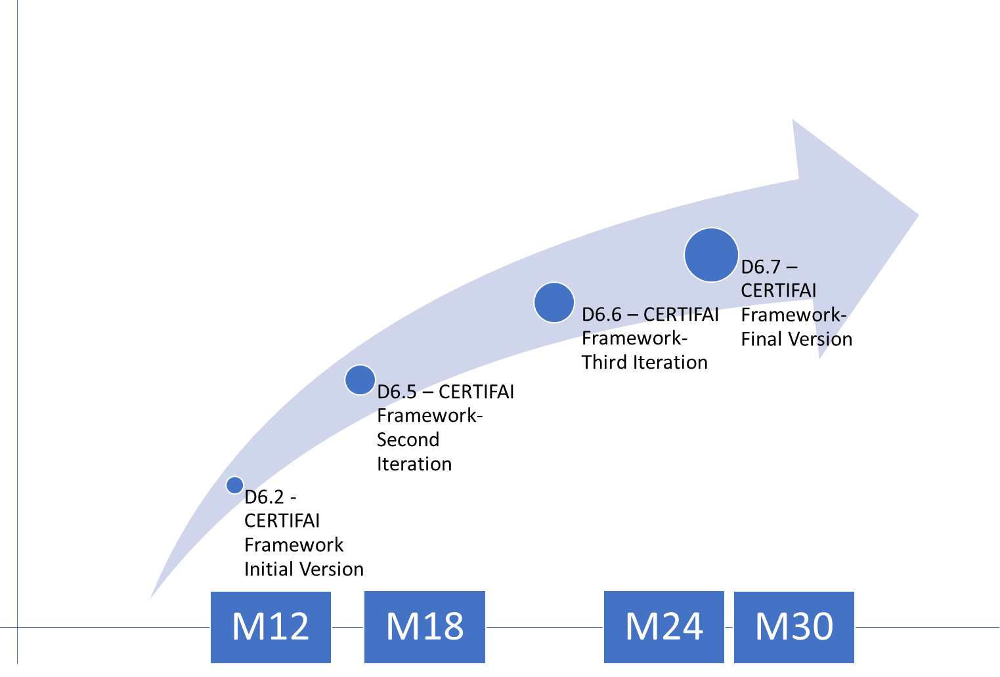 D6.7 –
CERTIFAI
Framework-
Final Version
D6.6 – CERTIFAI
Framework-
Third Iteration
D6.5 – CERTIFAI
Framework-
Second
Iteration
D6.2 -
CERTIFAI
Framework
Initial Version
M12
M18
M24
M30